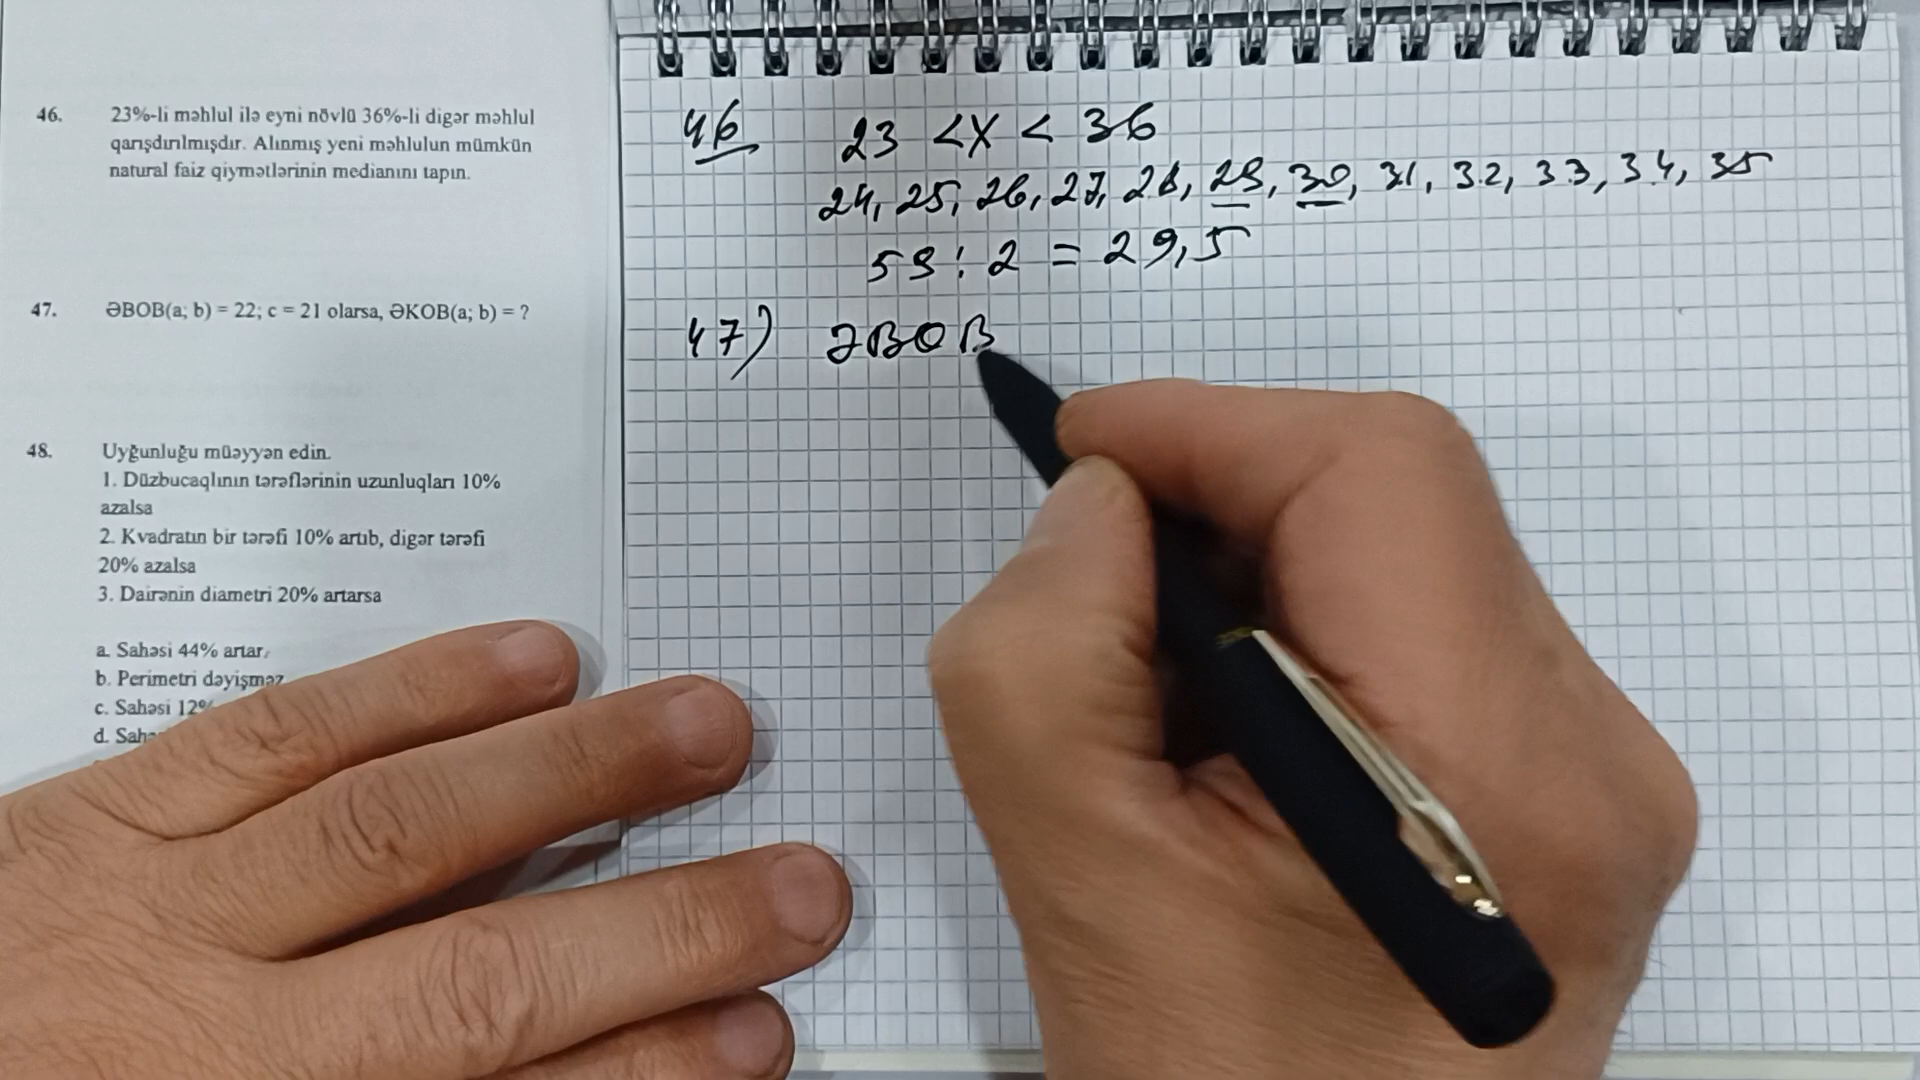 46. 23%-li məhlul ilə eyni növlü 36%-li digər məhlul
qarışdırılmışdır. Alınmış yeni məhlulun mümkün
natural faiz qiymətlərinin medianını tapın.
47. ƏBOB(a; b) = 22; c = 21 olarsa, ƏKOB(a; b) = ?
48. Uyğunluğu müəyyən edin.
1. Düzbucaqlının tərəflərinin uzunluqları 10%
azalsa
2. Kvadratın bir tərəfi 10% artıb, digər tərəfi
20% azalsa
3. Dairənin diametri 20% artarsa
a. Sahəsi 44% artar
b. Perimetri dəyişməz
c. Sahəsi 12%
d.
46 23 < X < 36
24, 25, 26, 27, 28, 29, 30, 31, 32, 33, 34, 35
59 : 2 = 29,5
47) ƏBOB